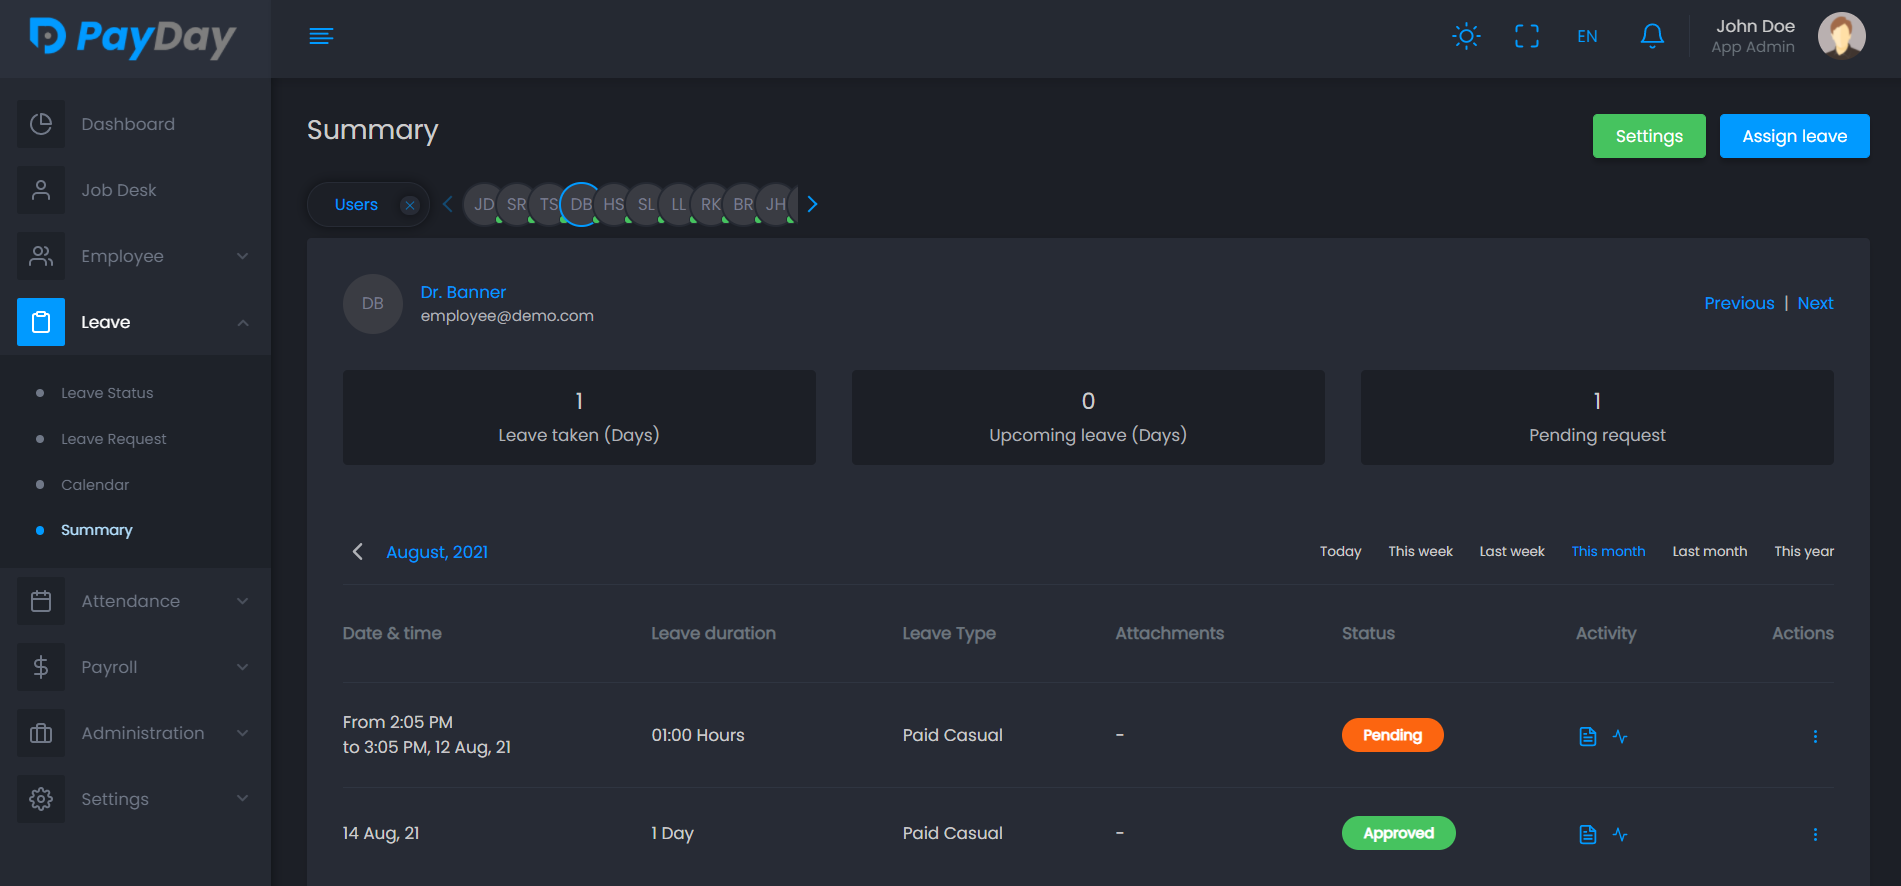 PayDay
EN
John Doe
App Admin
Dashboard
Job Desk
Employee
Leave
Leave Status
Leave Request
Calendar
Summary
Attendance
Payroll
Administration
Settings
Summary
Settings
Assign leave
Users
JD SR TS DB HS SL LL RK BR JH
DB
Dr. Banner
employee@demo.com
Previous | Next
1
Leave taken (Days)
0
Upcoming leave (Days)
1
Pending request
August, 2021
Today This week Last week This month Last month This year
Date & time Leave duration Leave Type Attachments Status Activity Actions
From 2:05 PM
to 3:05 PM, 12 Aug, 21
01:00 Hours Paid Casual - Pending
14 Aug, 21 1 Day Paid Casual - Approved